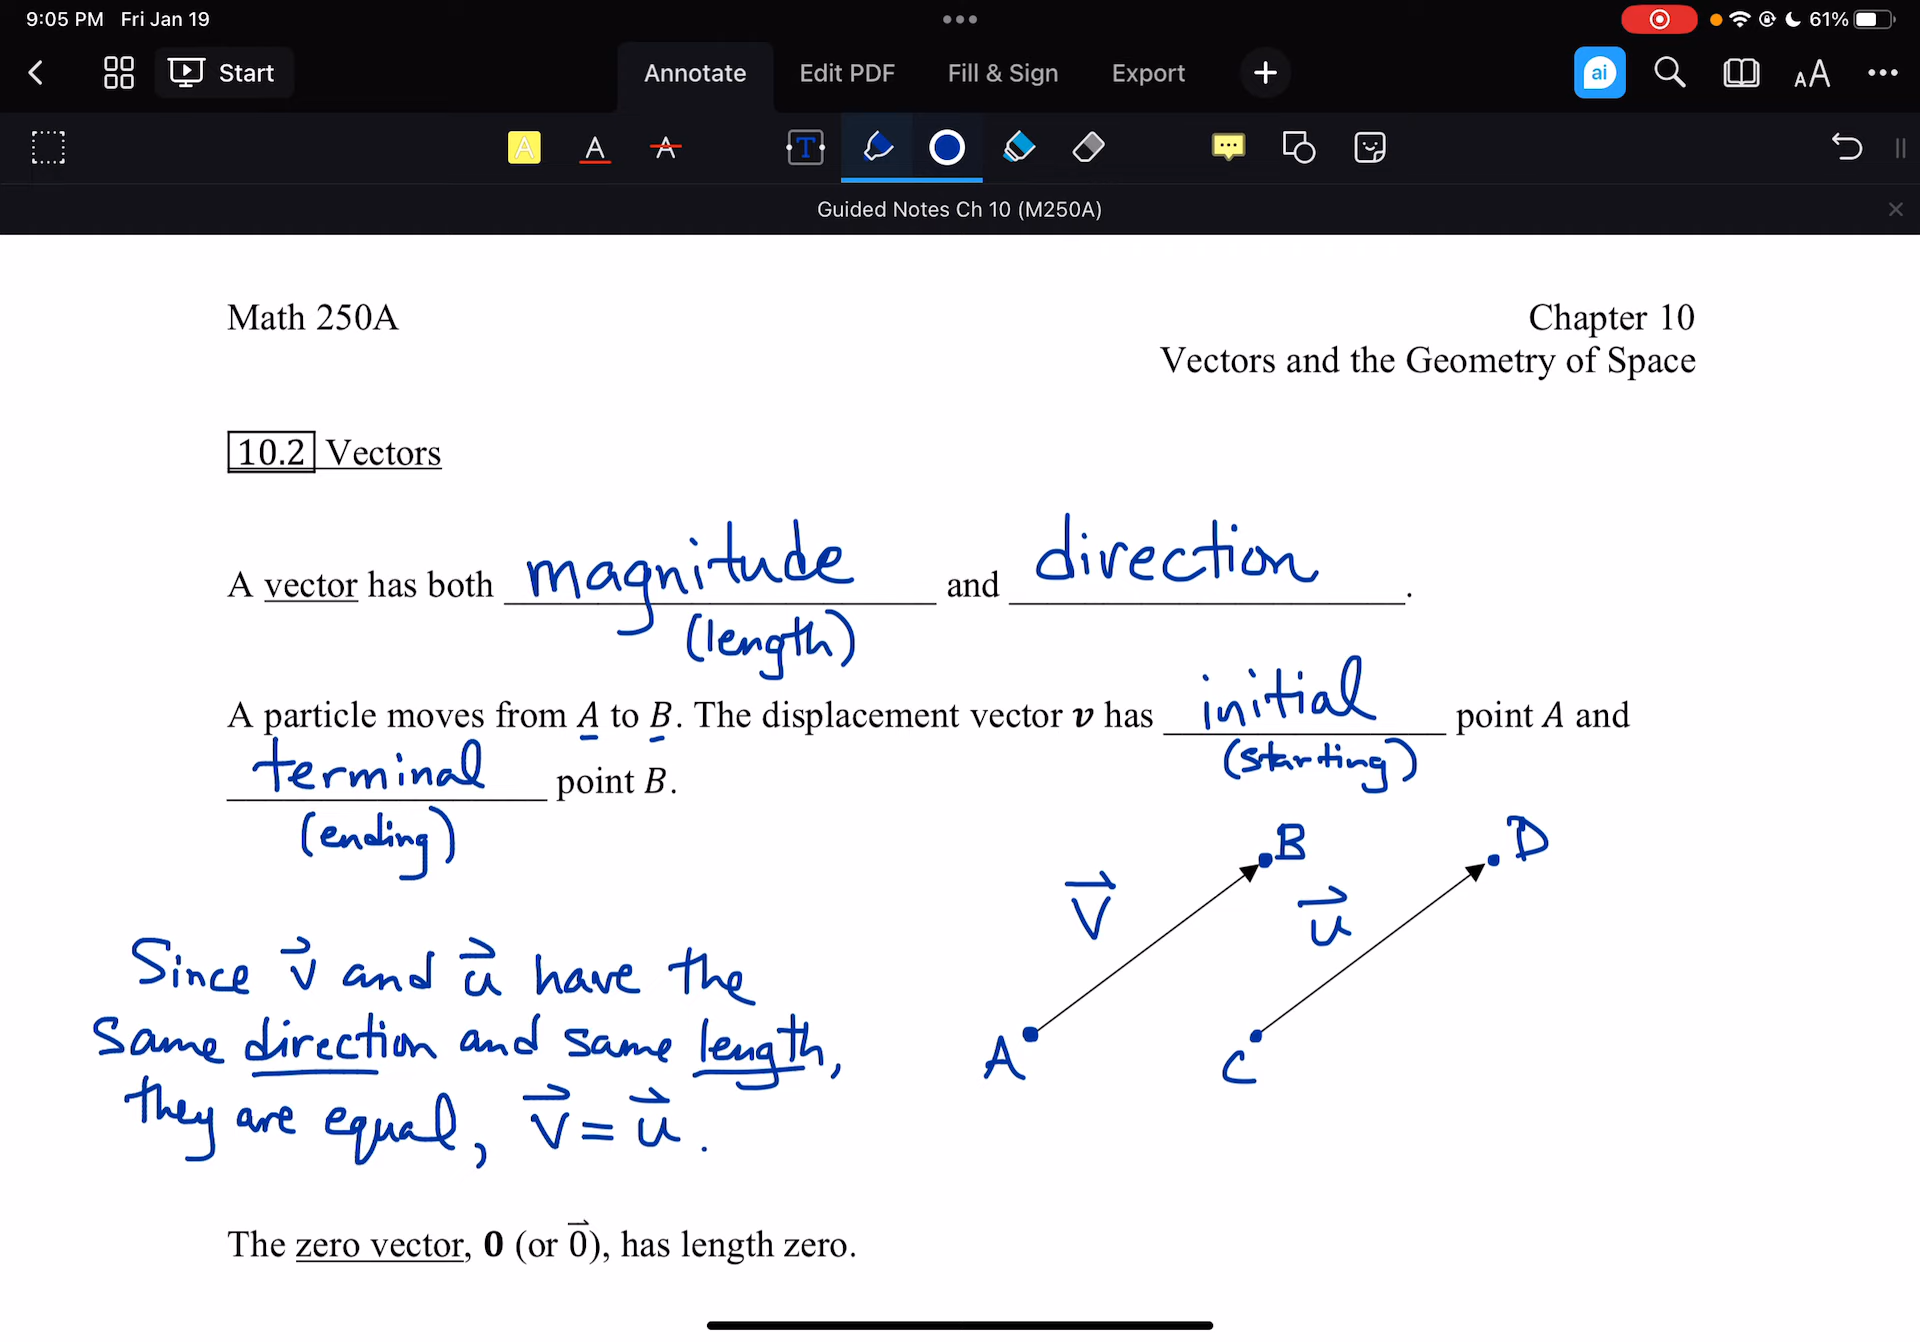 9:05 PM Fri Jan 19
61%
Start
Annotate
Edit PDF
Fill & Sign
Export
ai
AA
A A A T
Guided Notes Ch 10 (M250A)
Math 250A
Chapter 10
Vectors and the Geometry of Space
10.2 Vectors
A vector has both magnitude and direction.
(length)
A particle moves from A to B. The displacement vector v has initial point A and
(starting)
terminal point B.
(ending)
B
D
v⃗
u⃗
A
C
Since v⃗ and u⃗ have the
same direction and same length,
they are equal, v⃗ = u⃗.
The zero vector, 0 (or 0⃗), has length zero.